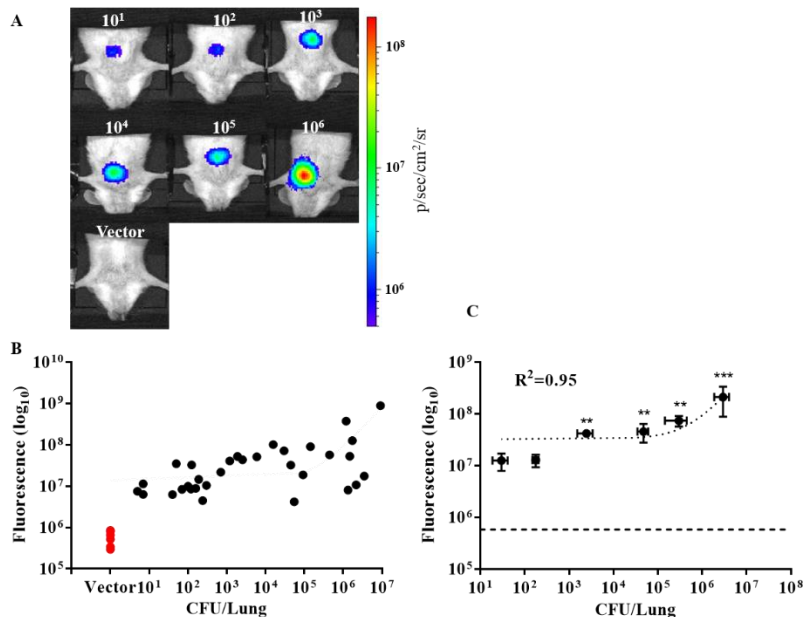 A
10¹ 10² 10³
10⁴ 10⁵ 10⁶
Vector
10⁸
10⁷
10⁶
p/sec/cm²/sr
B
10¹⁰
10⁹
10⁸
10⁷
10⁶
10⁵
Fluorescence (log₁₀)
Vector 10¹ 10² 10³ 10⁴ 10⁵ 10⁶ 10⁷
CFU/Lung
C
10⁹
10⁸
10⁷
10⁶
10⁵
Fluorescence (log₁₀)
R²=0.95
** ** ** ***
10¹ 10² 10³ 10⁴ 10⁵ 10⁶ 10⁷ 10⁸
CFU/Lung